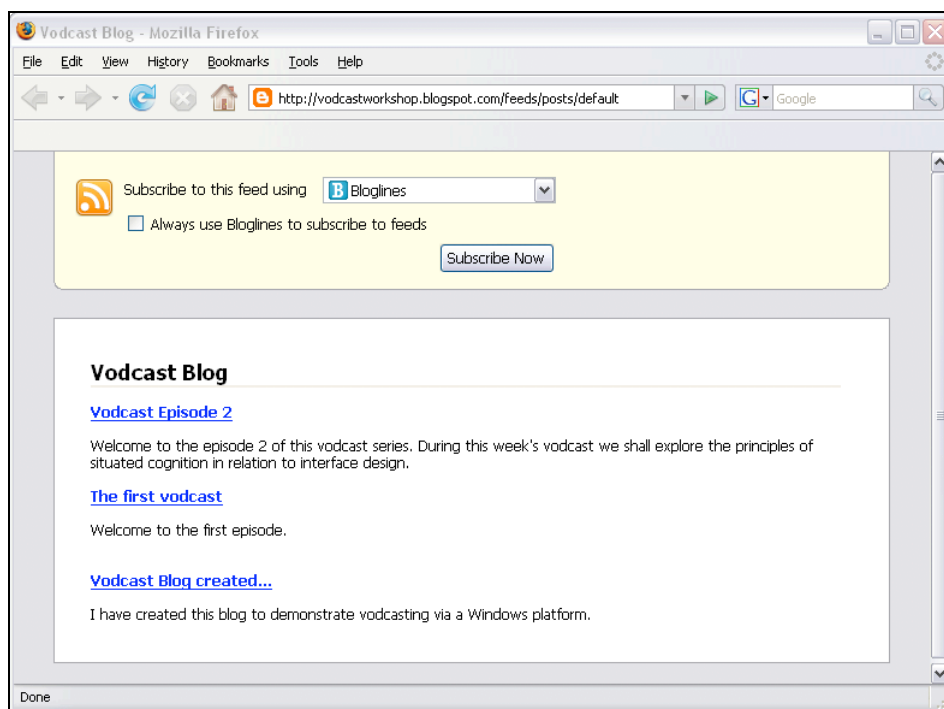 Vodcast Blog - Mozilla Firefox
File Edit View History Bookmarks Tools Help
http://vodcastworkshop.blogspot.com/feeds/posts/default G Google
Subscribe to this feed using B Bloglines
Always use Bloglines to subscribe to feeds
Subscribe Now
Vodcast Blog
Vodcast Episode 2
Welcome to the episode 2 of this vodcast series. During this week's vodcast we shall explore the principles of
situated cognition in relation to interface design.
The first vodcast
Welcome to the first episode.
Vodcast Blog created...
I have created this blog to demonstrate vodcasting via a Windows platform.
Done